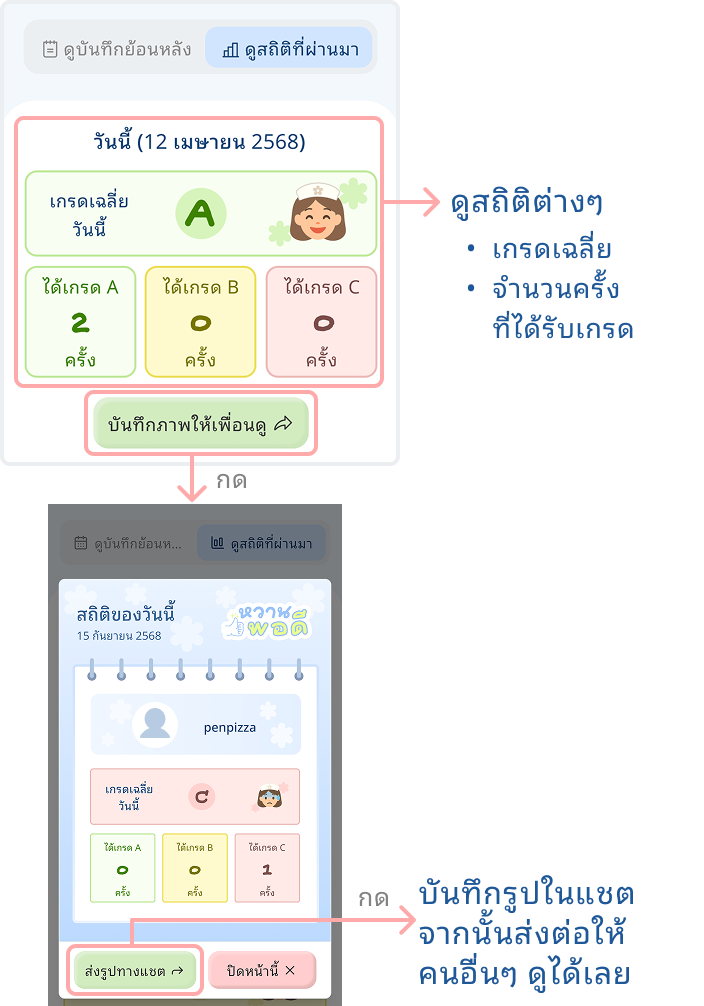 ดูบันทึกย้อนหลัง
ดูสถิติที่ผ่านมา
วันนี้ (12 เมษายน 2568)
เกรดเฉลี่ย
วันนี้
A
ได้เกรด A
2
ครั้ง
ได้เกรด B
0
ครั้ง
ได้เกรด C
0
ครั้ง
บันทึกภาพให้เพื่อนดู
ดูสถิติต่างๆ
• เกรดเฉลี่ย
• จำนวนครั้ง
ที่ได้รับเกรด
กด
ดูบันทึกย้อนห...
ดูสถิติที่ผ่านมา
สถิติของวันนี้
15 กันยายน 2568
หวาน
พอดี
penpizza
เกรดเฉลี่ย
วันนี้
C
ได้เกรด A
0
ครั้ง
ได้เกรด B
0
ครั้ง
ได้เกรด C
1
ครั้ง
ส่งรูปทางแชต
ปิดหน้านี้
กด
บันทึกรูปในแชต
จากนั้นส่งต่อให้
คนอื่นๆ ดูได้เลย